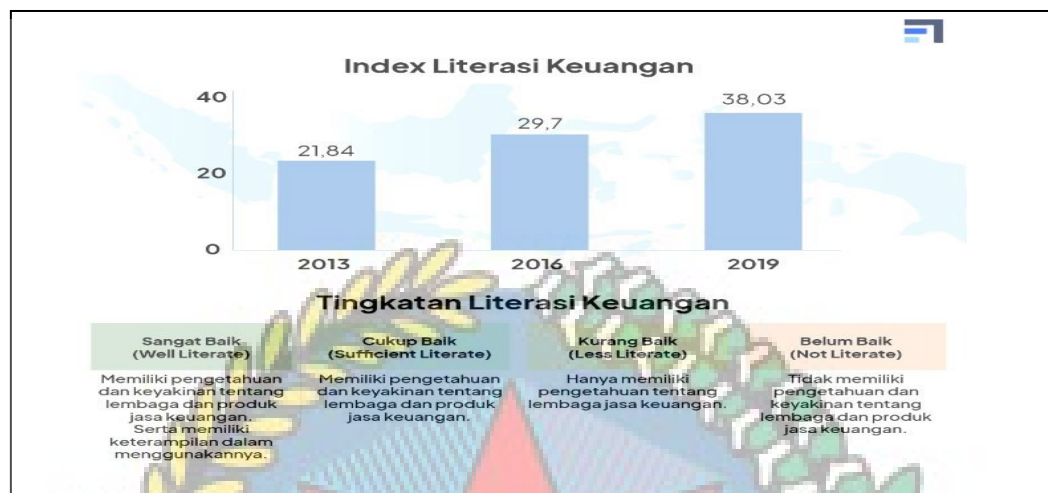 Index Literasi Keuangan
40
20
0
21,84
29,7
38,03
2013
2016
2019
Tingkatan Literasi Keuangan
Sangat Baik
(Well Literate)
Memiliki pengetahuan
dan keyakinan tentang
lembaga dan produk
jasa keuangan.
Serta memiliki
keterampilan dalam
menggunakannya.
Cukup Baik
(Sufficient Literate)
Memiliki pengetahuan
dan keyakinan tentang
lembaga dan produk
jasa keuangan.
Kurang Baik
(Less Literate)
Hanya memiliki
pengetahuan tentang
lembaga jasa keuangan.
Belum Baik
(Not Literate)
Tidak memiliki
pengetahuan dan
keyakinan tentang
lembaga dan produk
jasa keuangan.